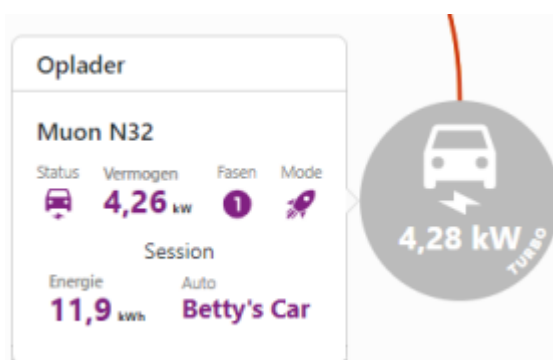 Oplader
Muon N32
Status Vermogen Fasen Mode
4,26 kW 1
Session
Energie Auto
11,9 kWh Betty's Car
4,28 kW
TURBO